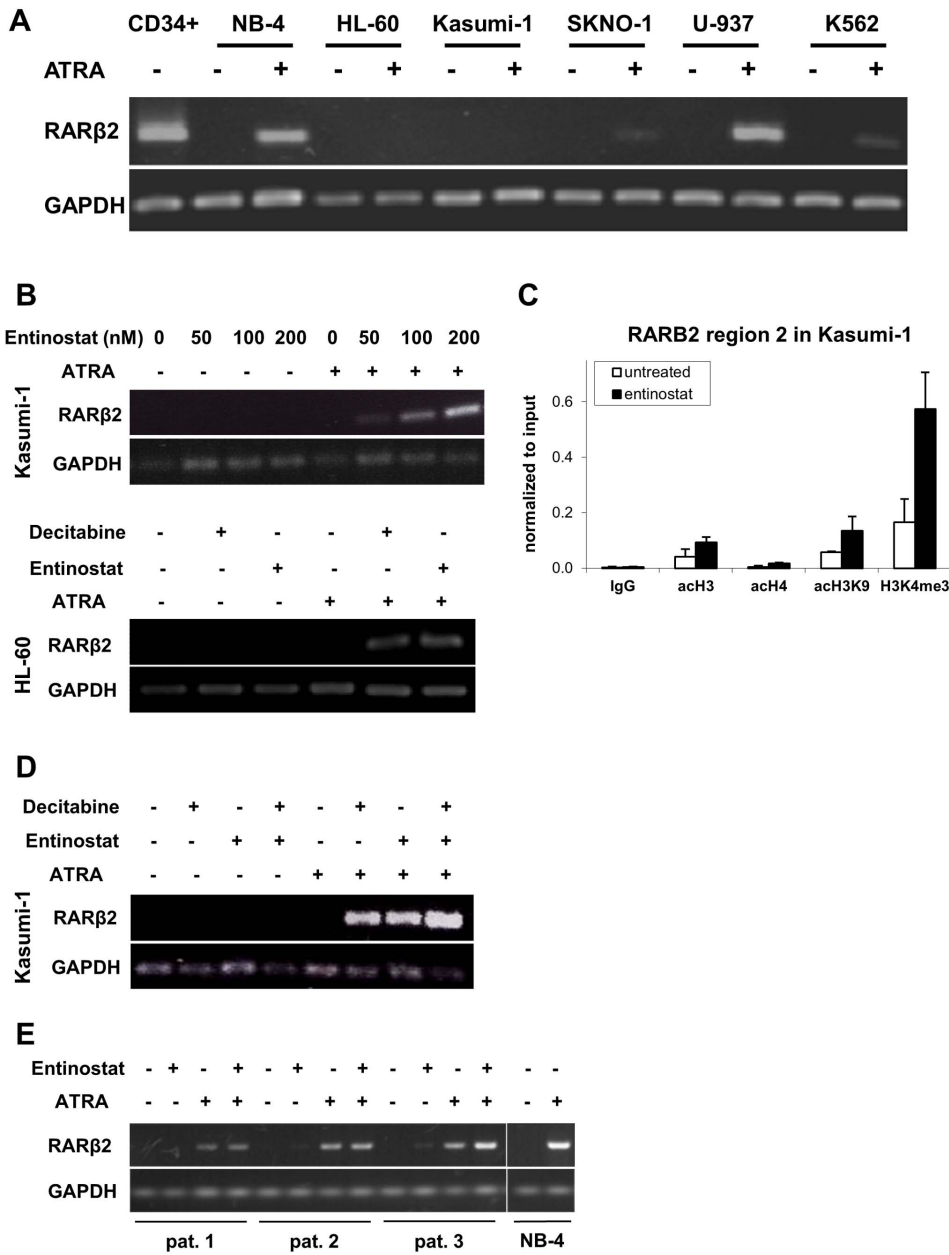 A
CD34+ NB-4 HL-60 Kasumi-1 SKNO-1 U-937 K562
ATRA - - + - + - + - + - + - +
RARβ2
GAPDH
B
Entinostat (nM) 0 50 100 200 0 50 100 200
ATRA - - - - + + + +
Kasumi-1
RARβ2
GAPDH
Decitabine - + - - + -
Entinostat - - + - - +
ATRA - - - + + +
HL-60
RARβ2
GAPDH
C
RARB2 region 2 in Kasumi-1
untreated
entinostat
normalized to input
0.6
0.4
0.2
0.0
IgG acH3 acH4 acH3K9 H3K4me3
D
Decitabine - + - + - + - +
Entinostat - - + + - - + +
ATRA - - - - + + + +
Kasumi-1
RARβ2
GAPDH
E
Entinostat - + - + - + - + - + - + - -
ATRA - - + + - - + + - - + + - +
RARβ2
GAPDH
pat. 1 pat. 2 pat. 3 NB-4